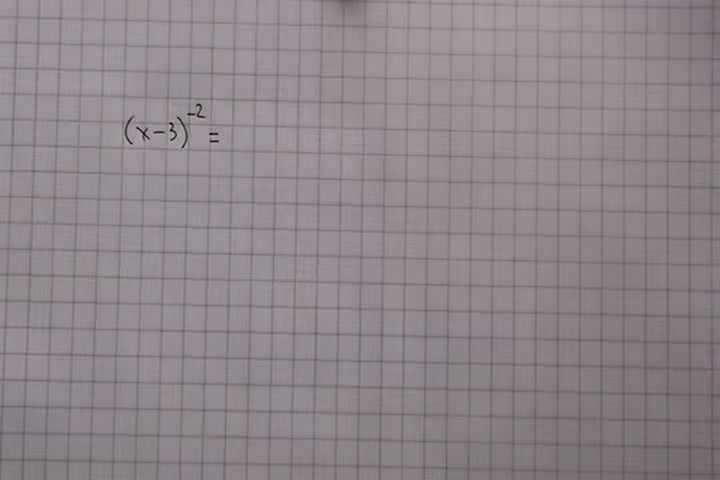 (x-3)^{-2} =